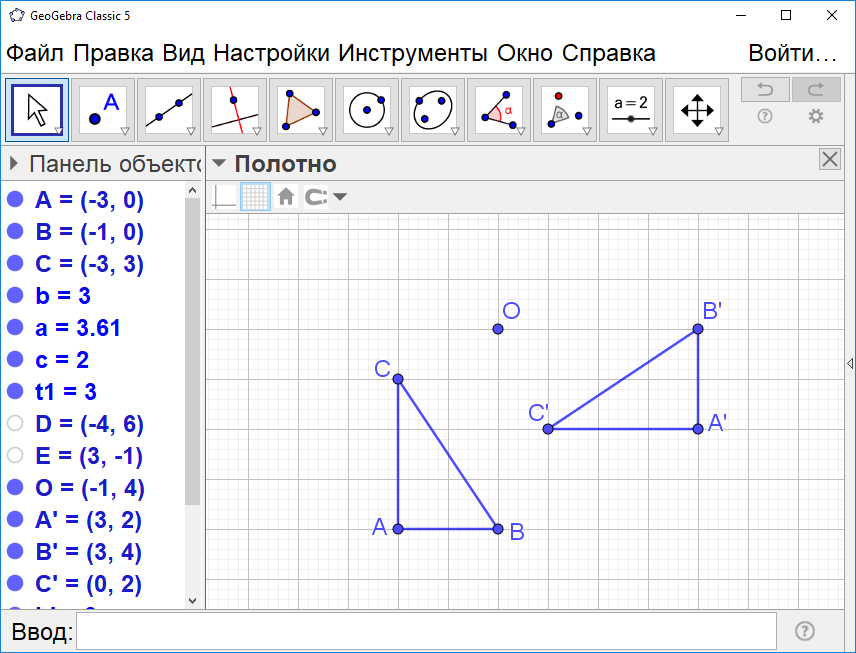 GeoGebra Classic 5
Файл Правка Вид Настройки Инструменты Окно Справка Войти...
A α α a = 2
Панель объекто
Полотно
A = (-3, 0)
B = (-1, 0)
C = (-3, 3)
b = 3
a = 3.61
c = 2
t1 = 3
D = (-4, 6)
E = (3, -1)
O = (-1, 4)
A' = (3, 2)
B' = (3, 4)
C' = (0, 2)
O
B'
C
C'
A'
A
B
Ввод: